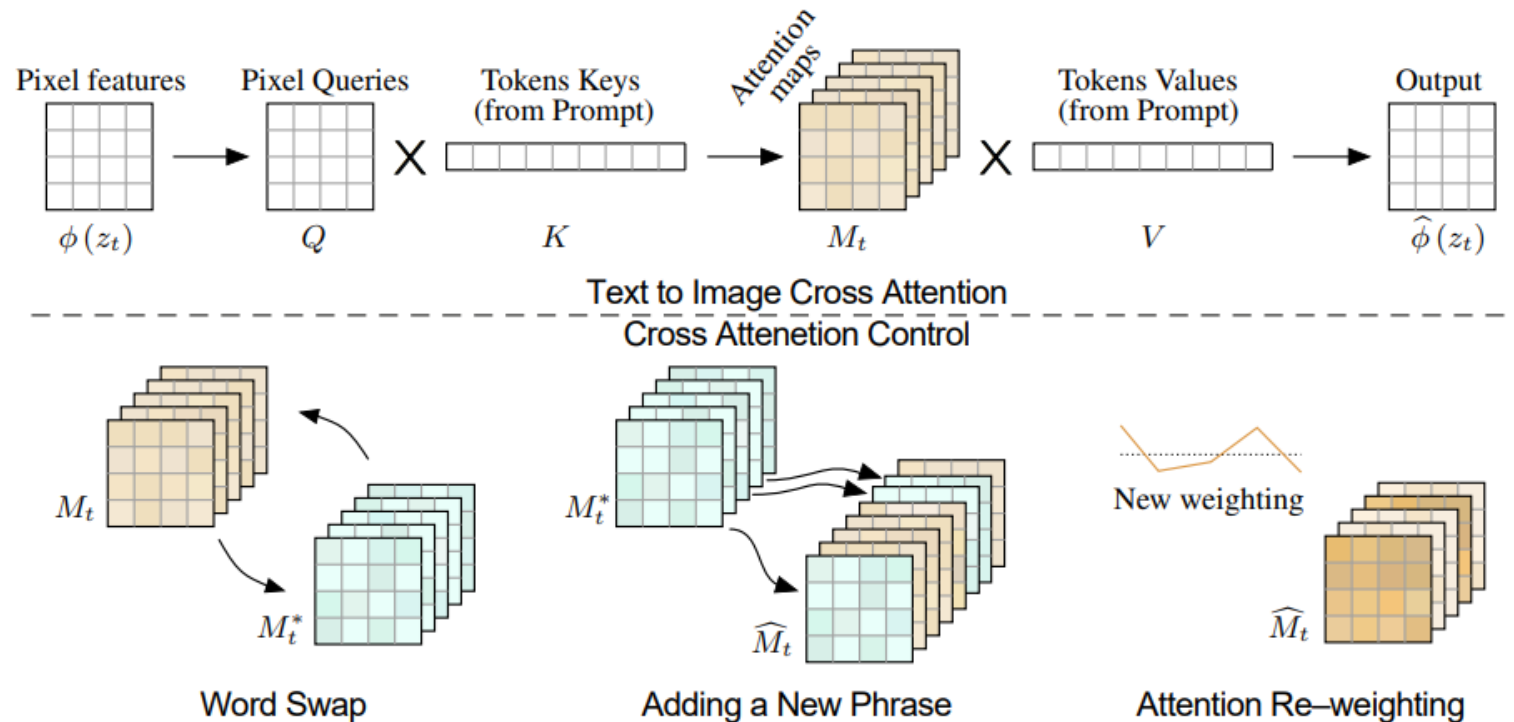 Pixel features
Pixel Queries
Tokens Keys
(from Prompt)
Attention
maps
Tokens Values
(from Prompt)
Output
ϕ (z_t)
Q
X
K
M_t
X
V
ϕ̂ (z_t)
Text to Image Cross Attention
Cross Attenetion Control
M_t
M_t^*
Word Swap
M_t^*
M̂_t
Adding a New Phrase
New weighting
M̂_t
Attention Re–weighting